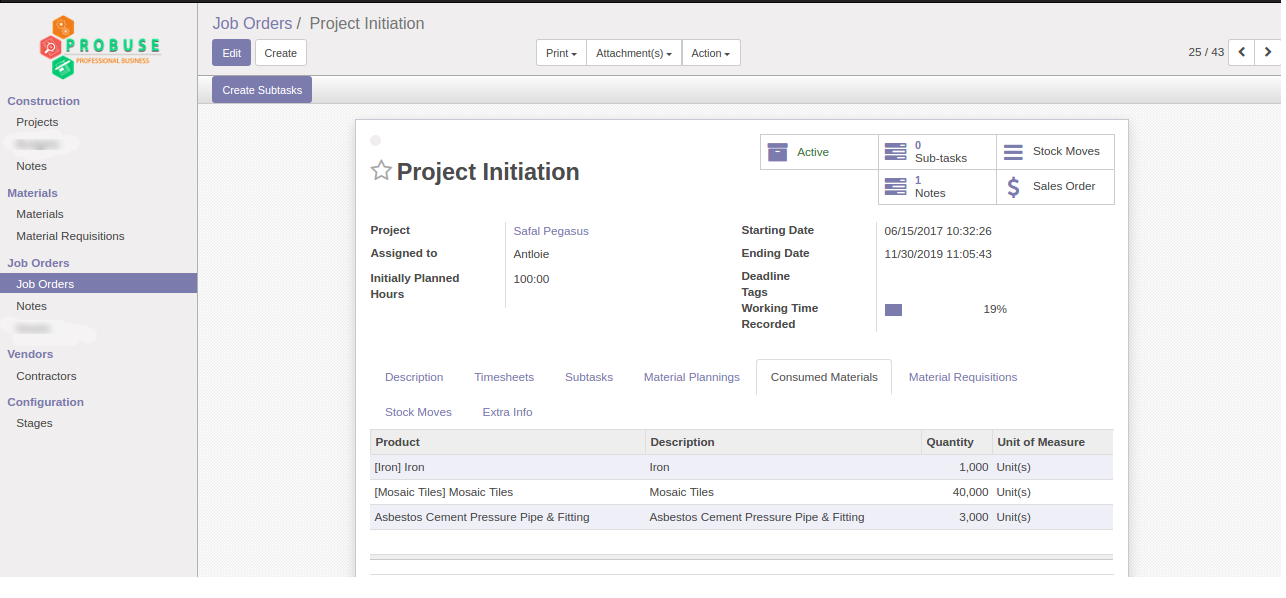 PROBUSE
PROFESSIONAL BUSINESS
Construction
Projects
Notes
Materials
Materials
Material Requisitions
Job Orders
Job Orders
Notes
Vendors
Contractors
Configuration
Stages
Job Orders / Project Initiation
Edit Create Print Attachment(s) Action 25 / 43
Create Subtasks
Active 0 Sub-tasks Stock Moves
1 Notes Sales Order
Project Initiation
Project Safal Pegasus
Assigned to Antloie
Initially Planned Hours 100:00
Starting Date 06/15/2017 10:32:26
Ending Date 11/30/2019 11:05:43
Deadline
Tags
Working Time Recorded 19%
Description Timesheets Subtasks Material Plannings Consumed Materials Material Requisitions
Stock Moves Extra Info
Product Description Quantity Unit of Measure
[Iron] Iron Iron 1,000 Unit(s)
[Mosaic Tiles] Mosaic Tiles Mosaic Tiles 40,000 Unit(s)
Asbestos Cement Pressure Pipe & Fitting Asbestos Cement Pressure Pipe & Fitting 3,000 Unit(s)